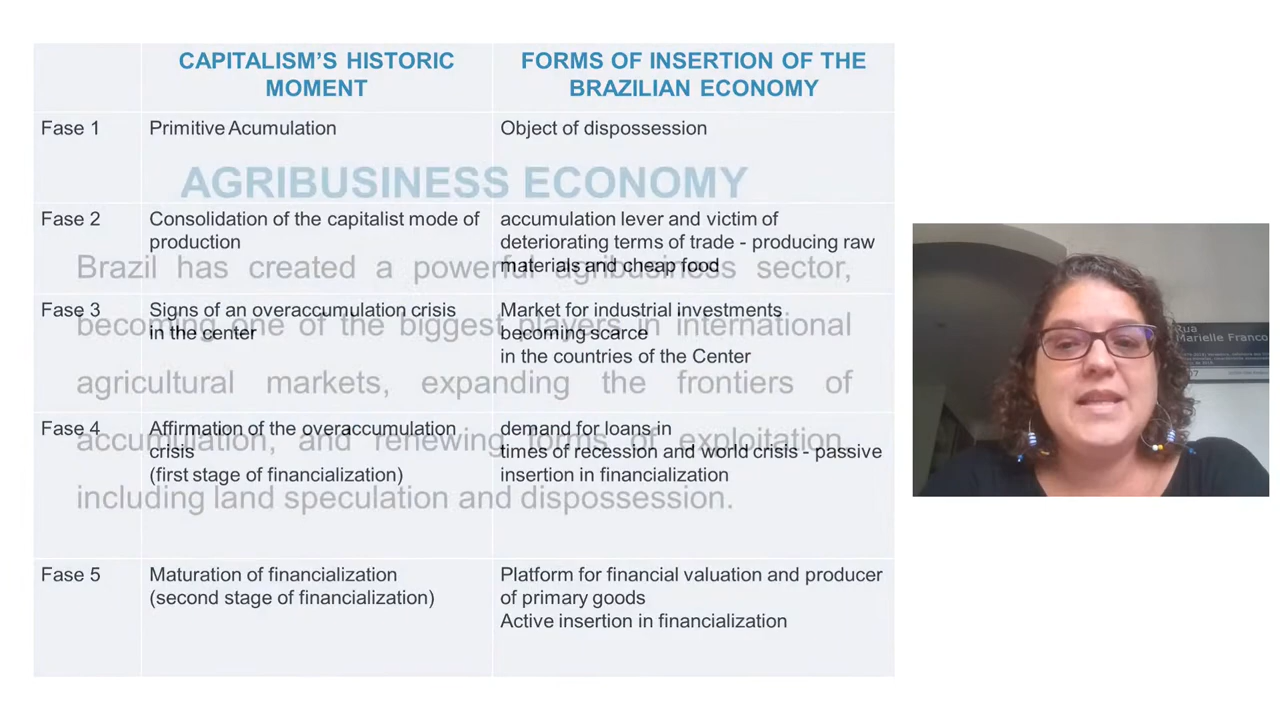 CAPITALISM'S HISTORIC
MOMENT
FORMS OF INSERTION OF THE
BRAZILIAN ECONOMY
Fase 1
Primitive Acumulation
Object of dispossession
AGRIBUSINESS ECONOMY
Fase 2
Consolidation of the capitalist mode of
production
accumulation lever and victim of
deteriorating terms of trade - producing raw
materials and cheap food
Brazil has created a powerful agribusiness sector,
becoming one of the biggest players in international
agricultural markets, expanding the frontiers of
accumulation, and renewing forms of exploitation,
including land speculation and dispossession.
Fase 3
Signs of an overaccumulation crisis
in the center
Market for industrial investments
becoming scarce
in the countries of the Center
Fase 4
Affirmation of the overaccumulation
crisis
(first stage of financialization)
demand for loans in
times of recession and world crisis - passive
insertion in financialization
Fase 5
Maturation of financialization
(second stage of financialization)
Platform for financial valuation and producer
of primary goods
Active insertion in financialization
Rua
Marielle Franco